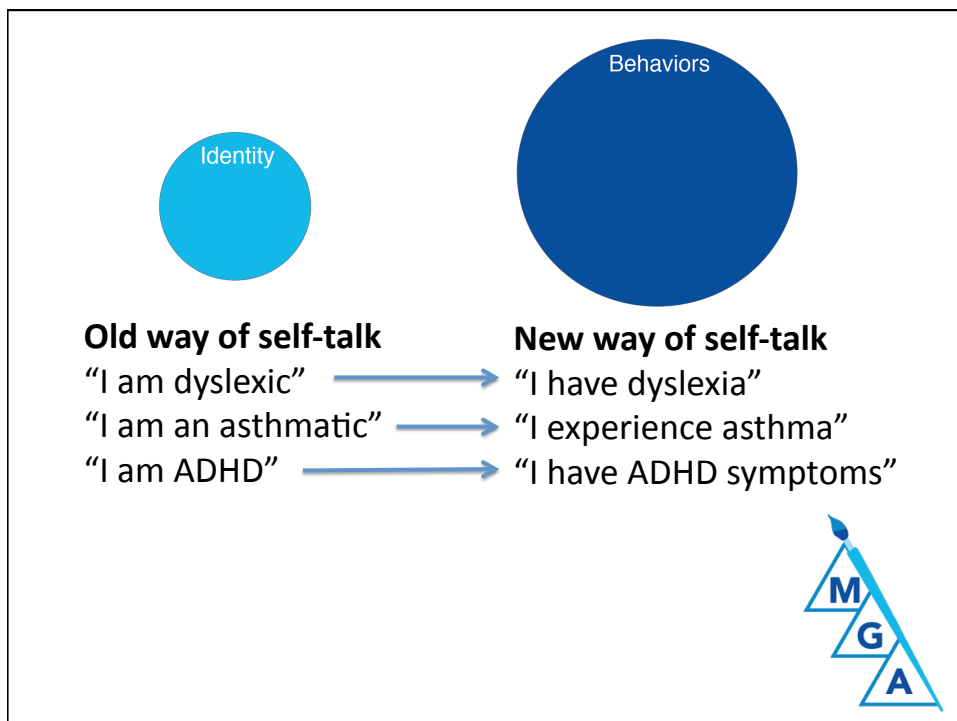 Behaviors
Identity
Old way of self-talk
New way of self-talk
“I am dyslexic”
“I have dyslexia”
“I am an asthmatic”
“I experience asthma”
“I am ADHD”
“I have ADHD symptoms”
M
G
A